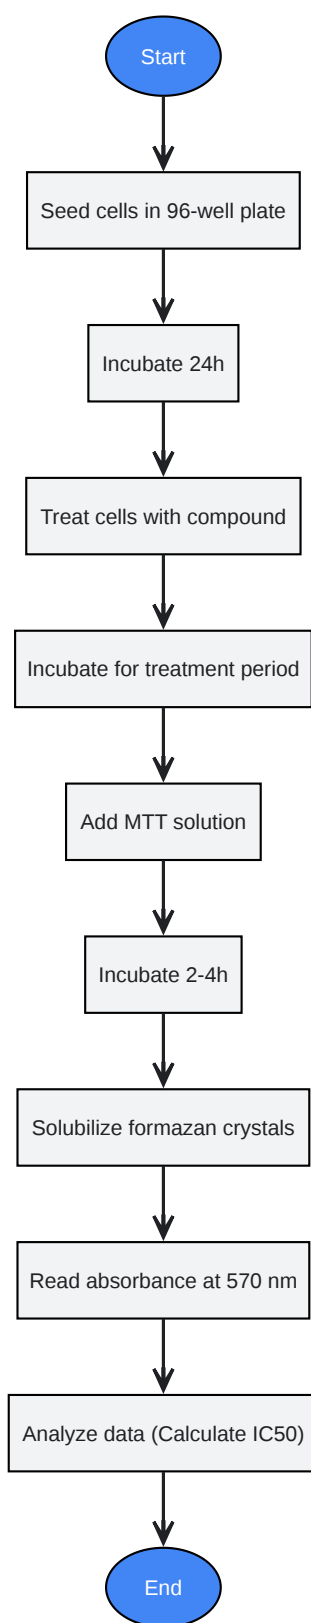 Start
Seed cells in 96-well plate
Incubate 24h
Treat cells with compound
Incubate for treatment period
Add MTT solution
Incubate 2-4h
Solubilize formazan crystals
Read absorbance at 570 nm
Analyze data (Calculate IC50)
End